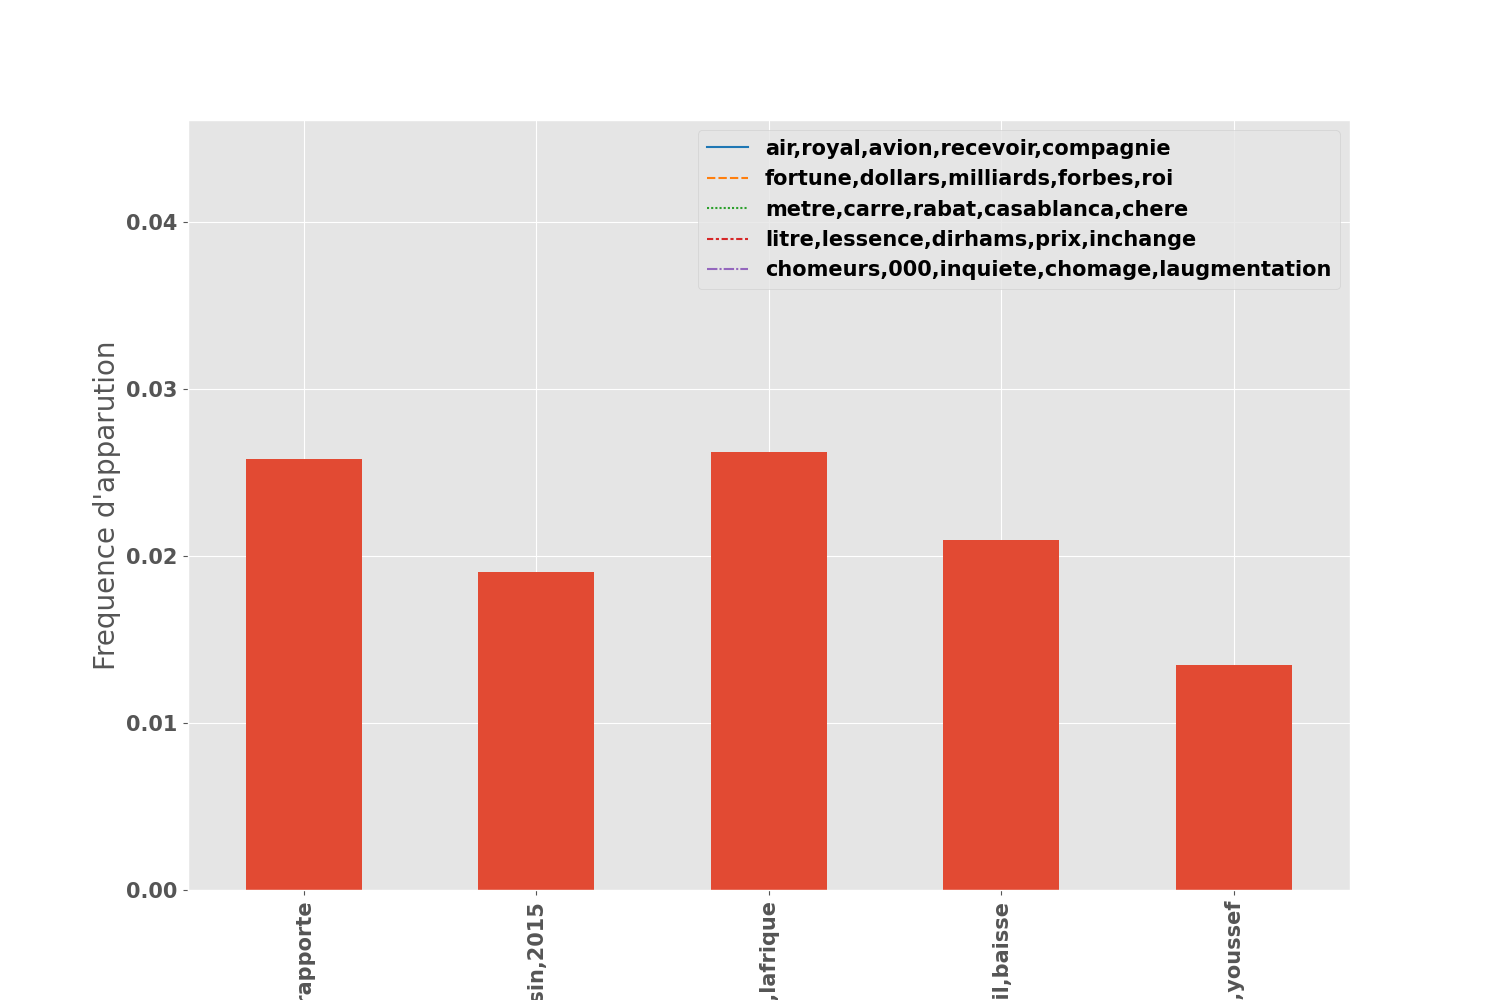 air,royal,avion,recevoir,compagnie
fortune,dollars,milliards,forbes,roi
metre,carre,rabat,casablanca,chere
litre,lessence,dirhams,prix,inchange
chomeurs,000,inquiete,chomage,laugmentation
Frequence d'apparution
0.04
0.03
0.02
0.01
0.00
rapporte
sin,2015
,lafrique
il,baisse
,youssef